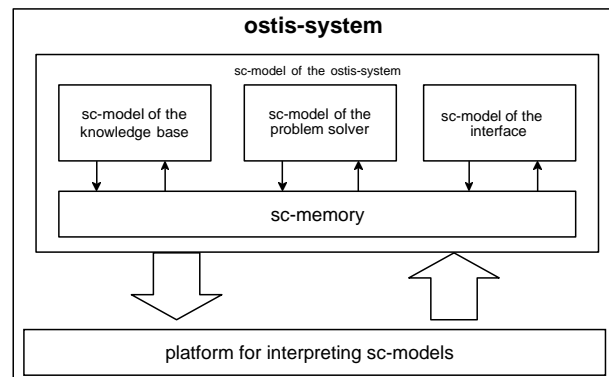 ostis-system
sc-model of the ostis-system
sc-model of the
knowledge base
sc-model of the
problem solver
sc-model of the
interface
sc-memory
platform for interpreting sc-models